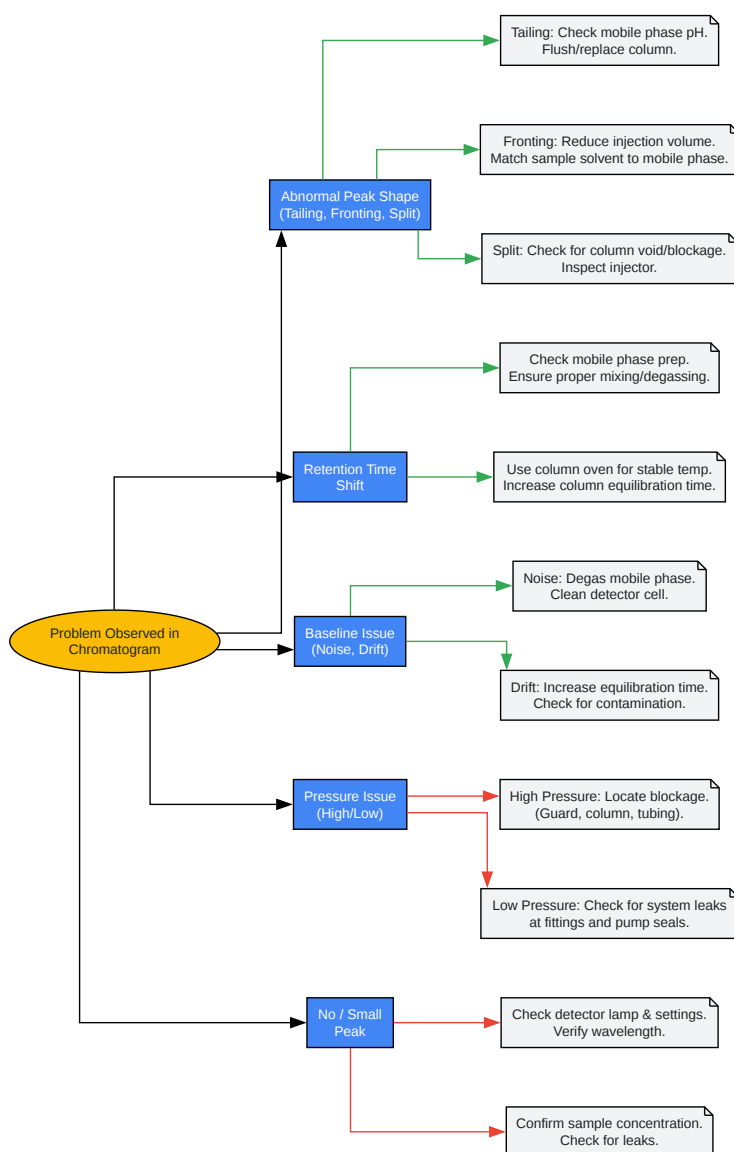 Tailing: Check mobile phase pH.
Flush/replace column.
Fronting: Reduce injection volume.
Match sample solvent to mobile phase.
Abnormal Peak Shape
(Tailing, Fronting, Split)
Split: Check for column void/blockage.
Inspect injector.
Check mobile phase prep.
Ensure proper mixing/degassing.
Retention Time
Shift
Use column oven for stable temp.
Increase column equilibration time.
Noise: Degas mobile phase.
Clean detector cell.
Problem Observed in
Chromatogram
Baseline Issue
(Noise, Drift)
Drift: Increase equilibration time.
Check for contamination.
Pressure Issue
(High/Low)
High Pressure: Locate blockage.
(Guard, column, tubing).
Low Pressure: Check for system leaks
at fittings and pump seals.
No / Small
Peak
Check detector lamp & settings.
Verify wavelength.
Confirm sample concentration.
Check for leaks.